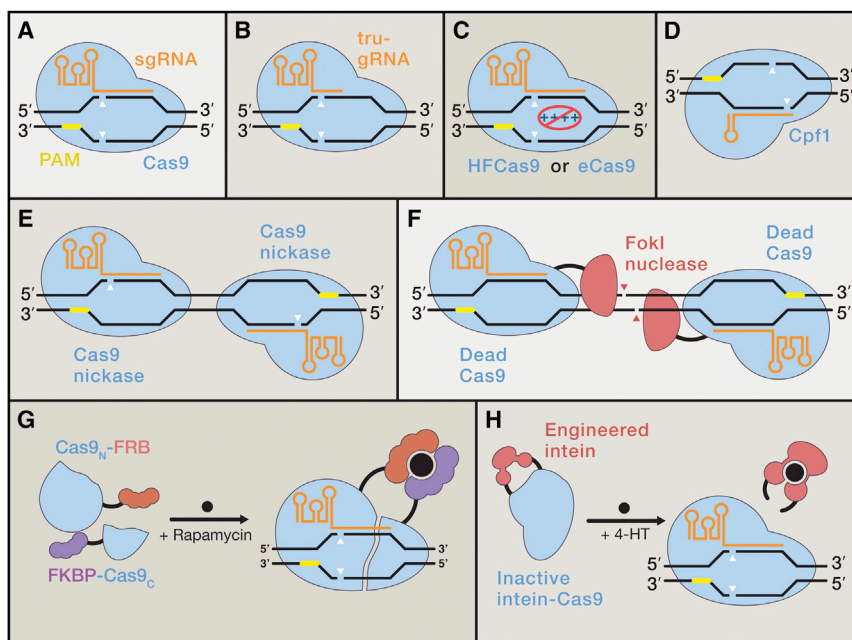 A
sgRNA
5′ 3′
3′ 5′
PAM Cas9
B
tru-
gRNA
5′ 3′
3′ 5′
C
5′ 3′
3′ 5′
++++
HFCas9 or eCas9
D
5′ 3′
3′ 5′
Cpf1
E
Cas9
nickase
5′ 3′
3′ 5′
Cas9
nickase
F
FokI
nuclease
Dead
Cas9
5′ 3′
3′ 5′
Dead
Cas9
G
Cas9N-FRB
+ Rapamycin
FKBP-Cas9C
5′ 3′
3′ 5′
H
Engineered
intein
+ 4-HT
Inactive
intein-Cas9
5′ 3′
3′ 5′